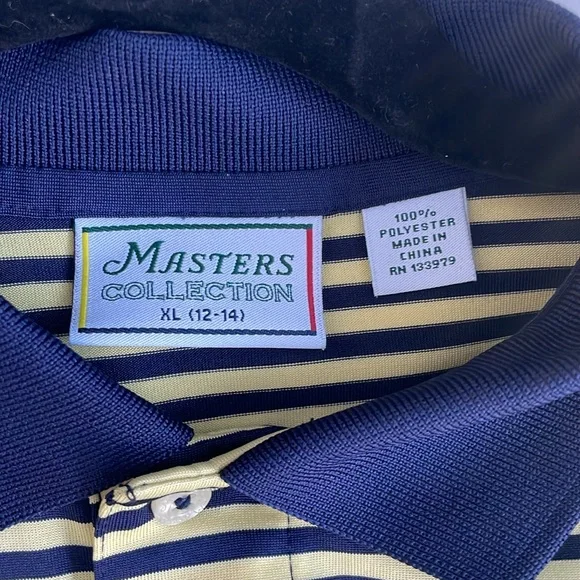 MASTERS
COLLECTION
XL (12-14)
100%
POLYESTER
MADE IN
CHINA
RN 133979